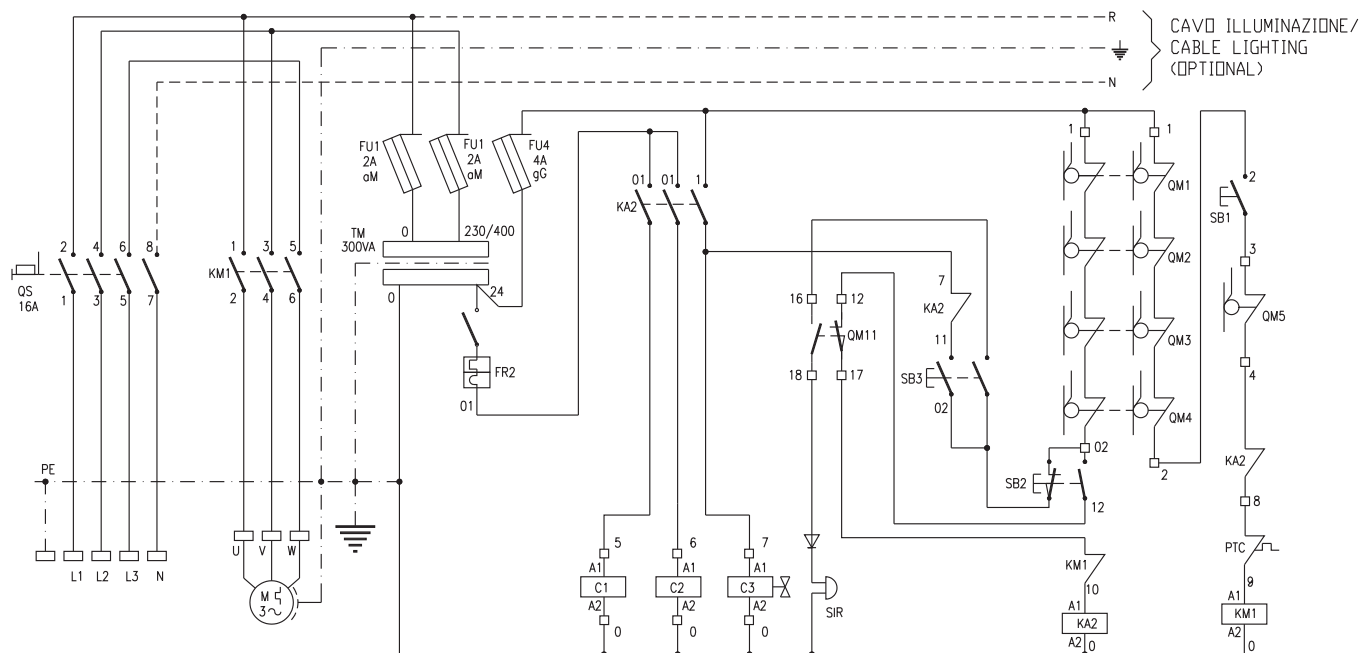 R
CAVO ILLUMINAZIONE/
CABLE LIGHTING
(OPTIONAL)
N
FU1
2A
aM
FU1
2A
aM
FU4
4A
gG
1
1
QM1
QM2
QM3
QM4
01
01
1
KA2
2
SB1
3
QM5
4
2
4
6
8
QS
16A
1
3
5
7
1
3
5
KM1
2
4
6
0
230/400
TM
300VA
0
24
FR2
01
16
12
QM11
18
17
7
KA2
11
SB3
02
02
SB2
12
2
KA2
8
PTC
9
PE
L1
L2
L3
N
U
V
W
M
3~
5
A1
C1
A2
0
6
A1
C2
A2
0
7
A1
C3
A2
0
SIR
KM1
10
A1
KA2
A2
0
A1
KM1
A2
0